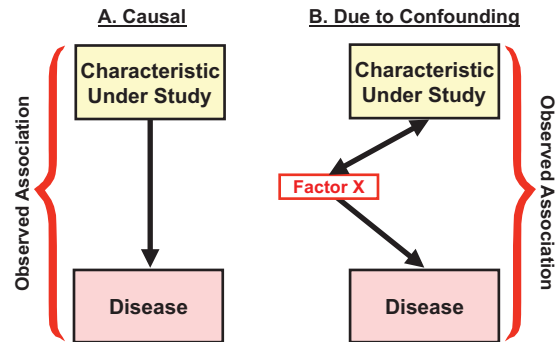 A. Causal
B. Due to Confounding
Observed Association
Characteristic
Under Study
Disease
Characteristic
Under Study
Factor X
Disease
Observed Association